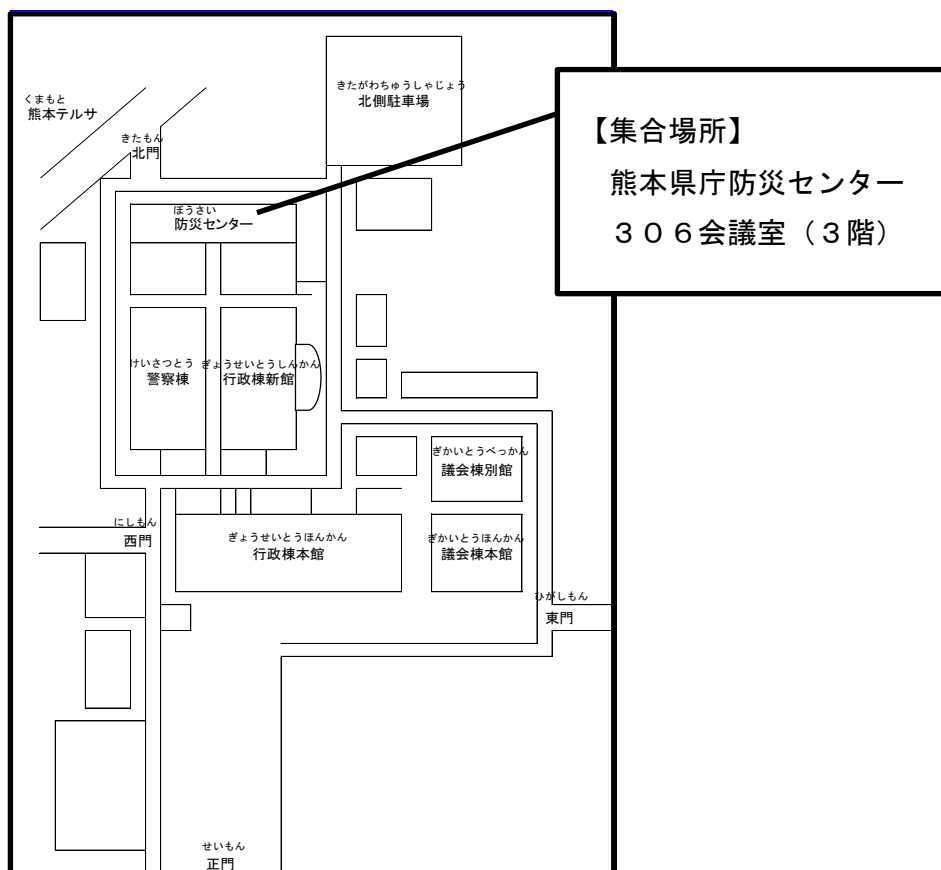 きたがわちゅうしゃじょう
北側駐車場
くまもと
熊本テルサ
きたもん
北門
【集合場所】
熊本県庁防災センター
306会議室（3階）
ぼうさい
防災センター
けいさつとう
警察棟
ぎょうせいとうしんかん
行政棟新館
ぎかいとうべっかん
議会棟別館
にしもん
西門
ぎょうせいとうほんかん
行政棟本館
ぎかいとうほんかん
議会棟本館
ひがしもん
東門
せいもん
正門